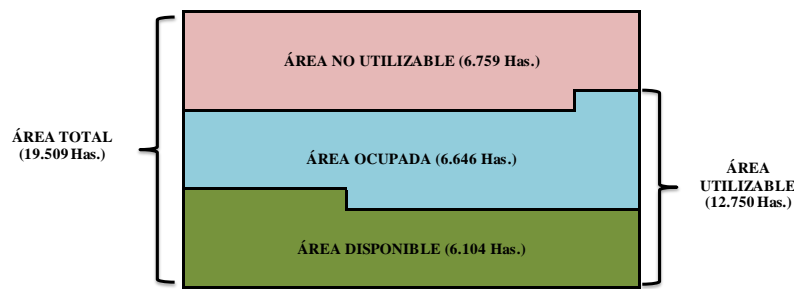 ÁREA NO UTILIZABLE (6.759 Has.)
ÁREA TOTAL
(19.509 Has.)
ÁREA OCUPADA (6.646 Has.)
ÁREA
UTILIZABLE
(12.750 Has.)
ÁREA DISPONIBLE (6.104 Has.)